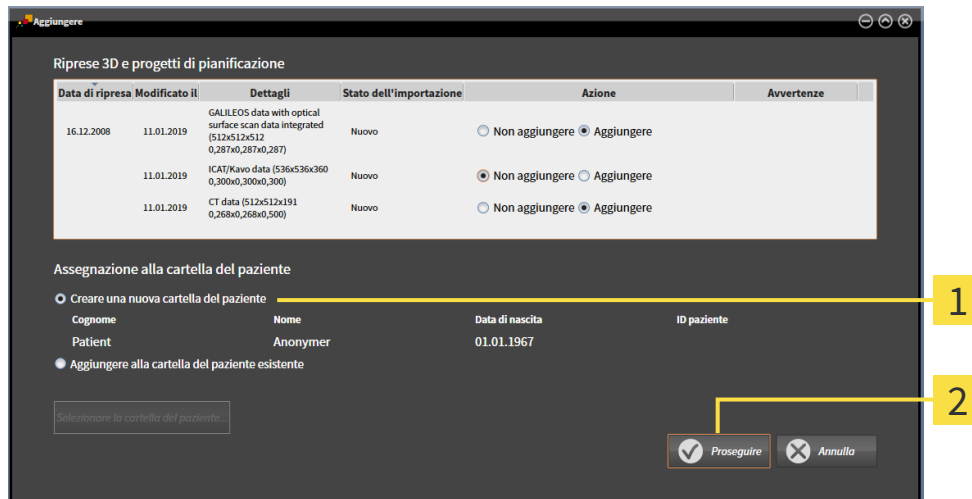 Aggiungere
Riprese 3D e progetti di pianificazione
Data di ripresa Modificato il Dettagli Stato dell'importazione Azione Avvertenze
16.12.2008 11.01.2019 GALILEOS data with optical surface scan data integrated (512x512x512 0,287x0,287x0,287) Nuovo Non aggiungere Aggiungere
11.01.2019 ICAT/Kavo data (536x536x360 0,300x0,300x0,300) Nuovo Non aggiungere Aggiungere
11.01.2019 CT data (512x512x191 0,268x0,268x0,500) Nuovo Non aggiungere Aggiungere
Assegnazione alla cartella del paziente
Creare una nuova cartella del paziente 1
Cognome Nome Data di nascita ID paziente
Patient Anonymer 01.01.1967
Aggiungere alla cartella del paziente esistente
2
Selezionare la cartella del paziente...
Proseguire Annulla